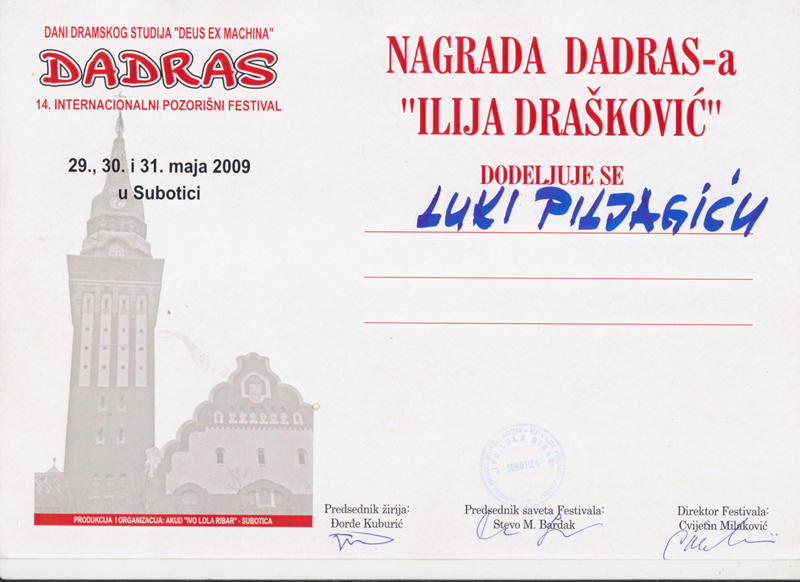 DANI DRAMSKOG STUDIJA "DEUS EX MACHINA"
DADRAS
14. INTERNACIONALNI POZORIŠNI FESTIVAL
29., 30. i 31. maja 2009
u Subotici
PRODUKCIJA I ORGANIZACIJA: AKUD "IVO LOLA RIBAR" - SUBOTICA
NAGRADA DADRAS-a
"ILIJA DRAŠKOVIĆ"
DODELJUJE SE
LUKI PILJAGIĆU
SUBOTICA
Predsednik žirija:
Đorđe Kuburić
Predsednik saveta Festivala:
Stevo M. Bardak
Direktor Festivala:
Cvijetin Milaković